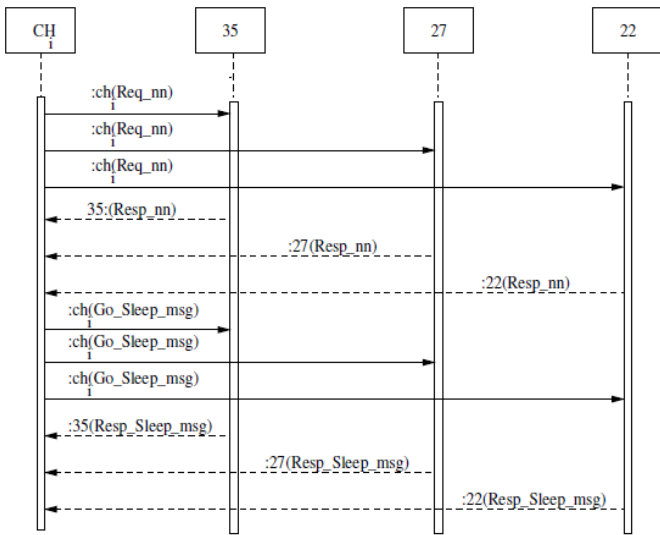 CH
i
35
27
22
:ch(Req_nn)
i
:ch(Req_nn)
i
:ch(Req_nn)
i
35:(Resp_nn)
:27(Resp_nn)
:22(Resp_nn)
:ch(Go_Sleep_msg)
i
:ch(Go_Sleep_msg)
i
:ch(Go_Sleep_msg)
i
:35(Resp_Sleep_msg)
:27(Resp_Sleep_msg)
:22(Resp_Sleep_msg)